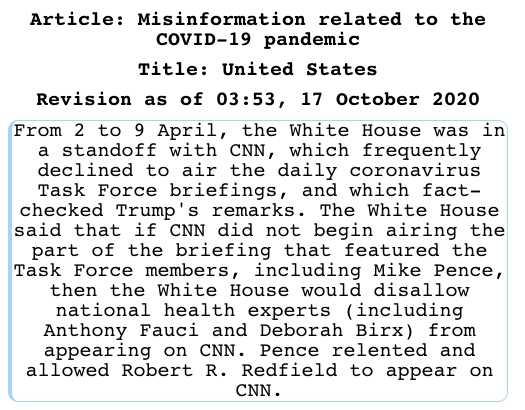 Article: Misinformation related to the
COVID-19 pandemic
Title: United States
Revision as of 03:53, 17 October 2020
From 2 to 9 April, the White House was in
a standoff with CNN, which frequently
declined to air the daily coronavirus
Task Force briefings, and which fact-
checked Trump's remarks. The White House
said that if CNN did not begin airing the
part of the briefing that featured the
Task Force members, including Mike Pence,
then the White House would disallow
national health experts (including
Anthony Fauci and Deborah Birx) from
appearing on CNN. Pence relented and
allowed Robert R. Redfield to appear on
CNN.